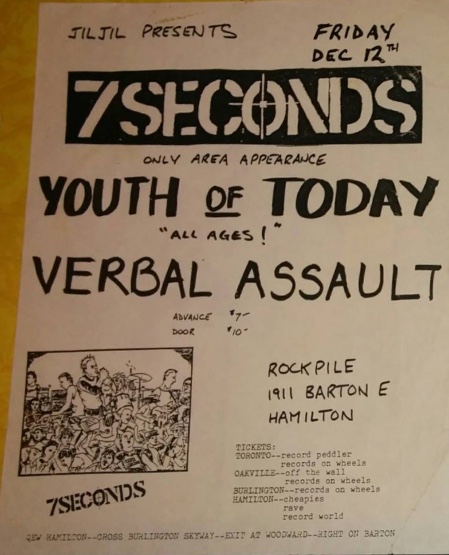 JILJIL PRESENTS
FRIDAY
DEC 12TH
7SECONDS
ONLY AREA APPEARANCE
YOUTH OF TODAY
"ALL AGES!"
VERBAL ASSAULT
ADVANCE $7-
DOOR $10-
ROCKPILE
1911 BARTON E
HAMILTON
7SECONDS
TICKETS:
TORONTO--record peddler
records on wheels
OAKVILLE--off the wall
records on wheels
BURLINGTON--records on wheels
HAMILTON--cheapies
rave
record world
QEW HAMILTON--CROSS BURLINGTON SKYWAY--EXIT AT WOODWARD--RIGHT ON BARTON